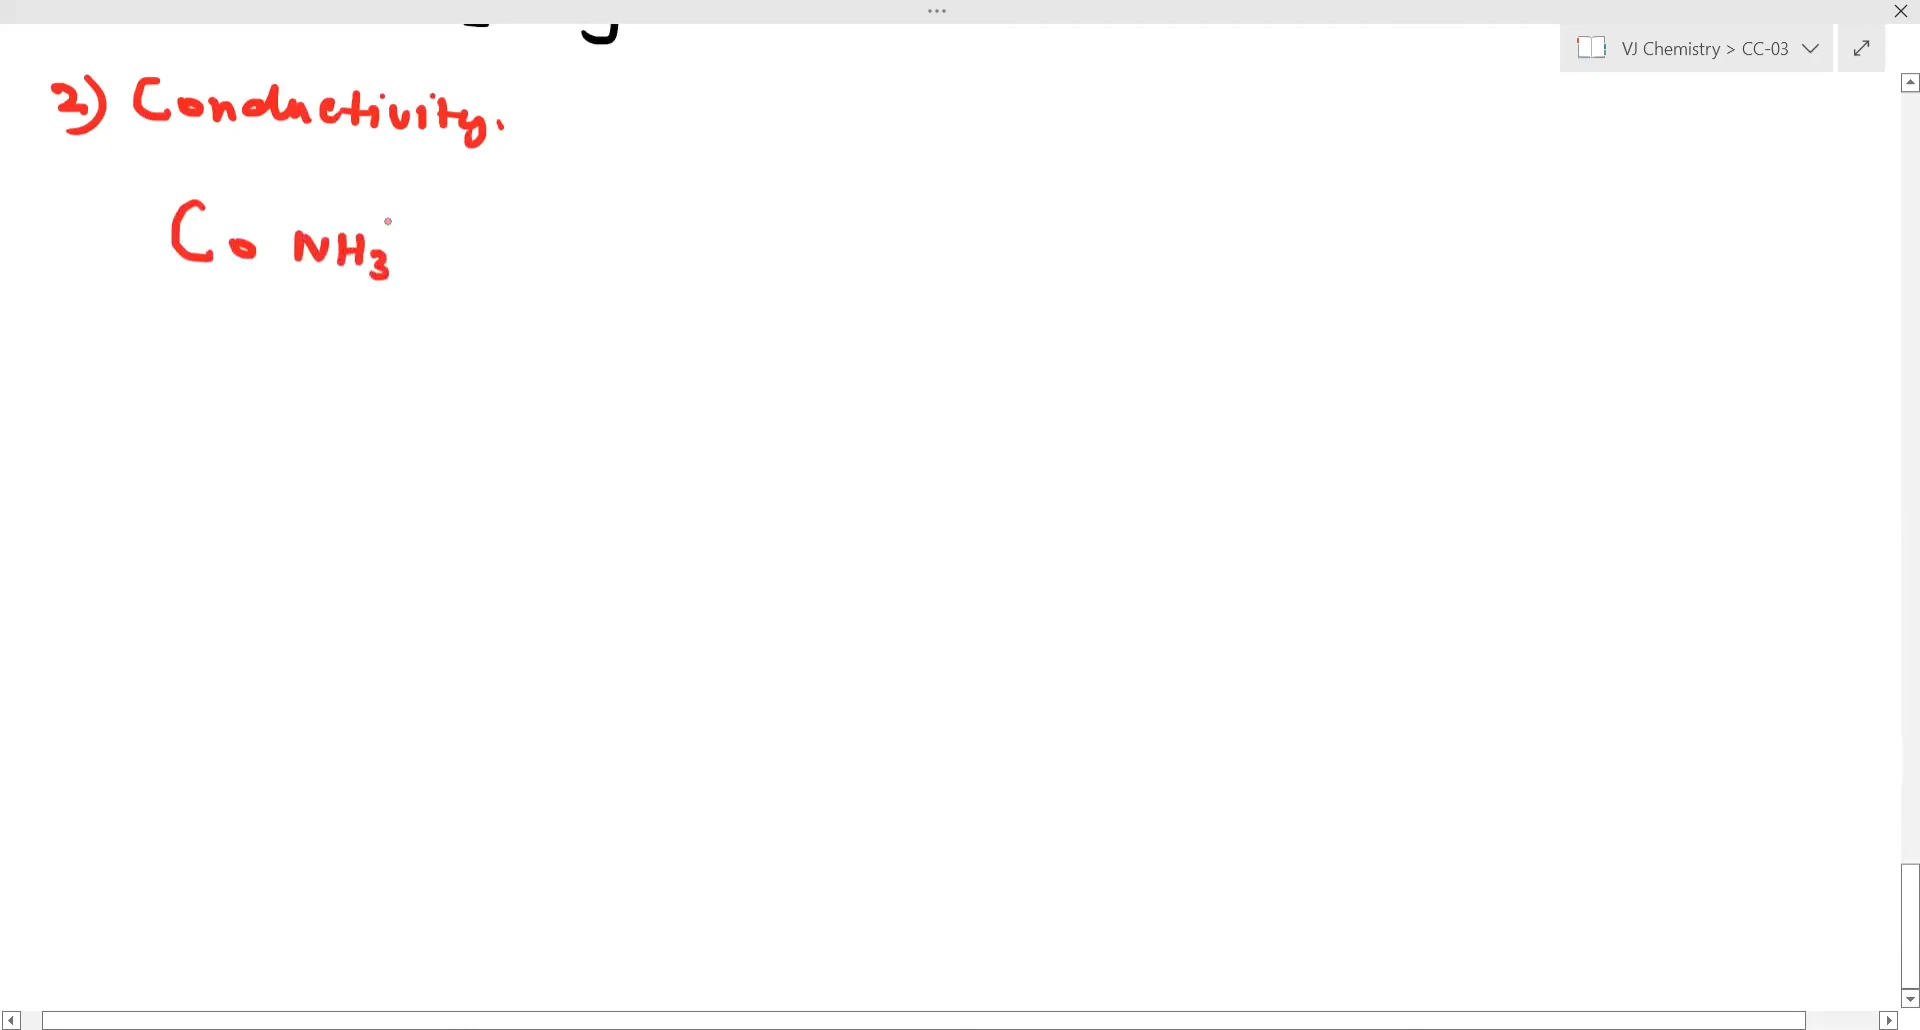 VJ Chemistry > CC-03
2) Conductivity.
Co NH3